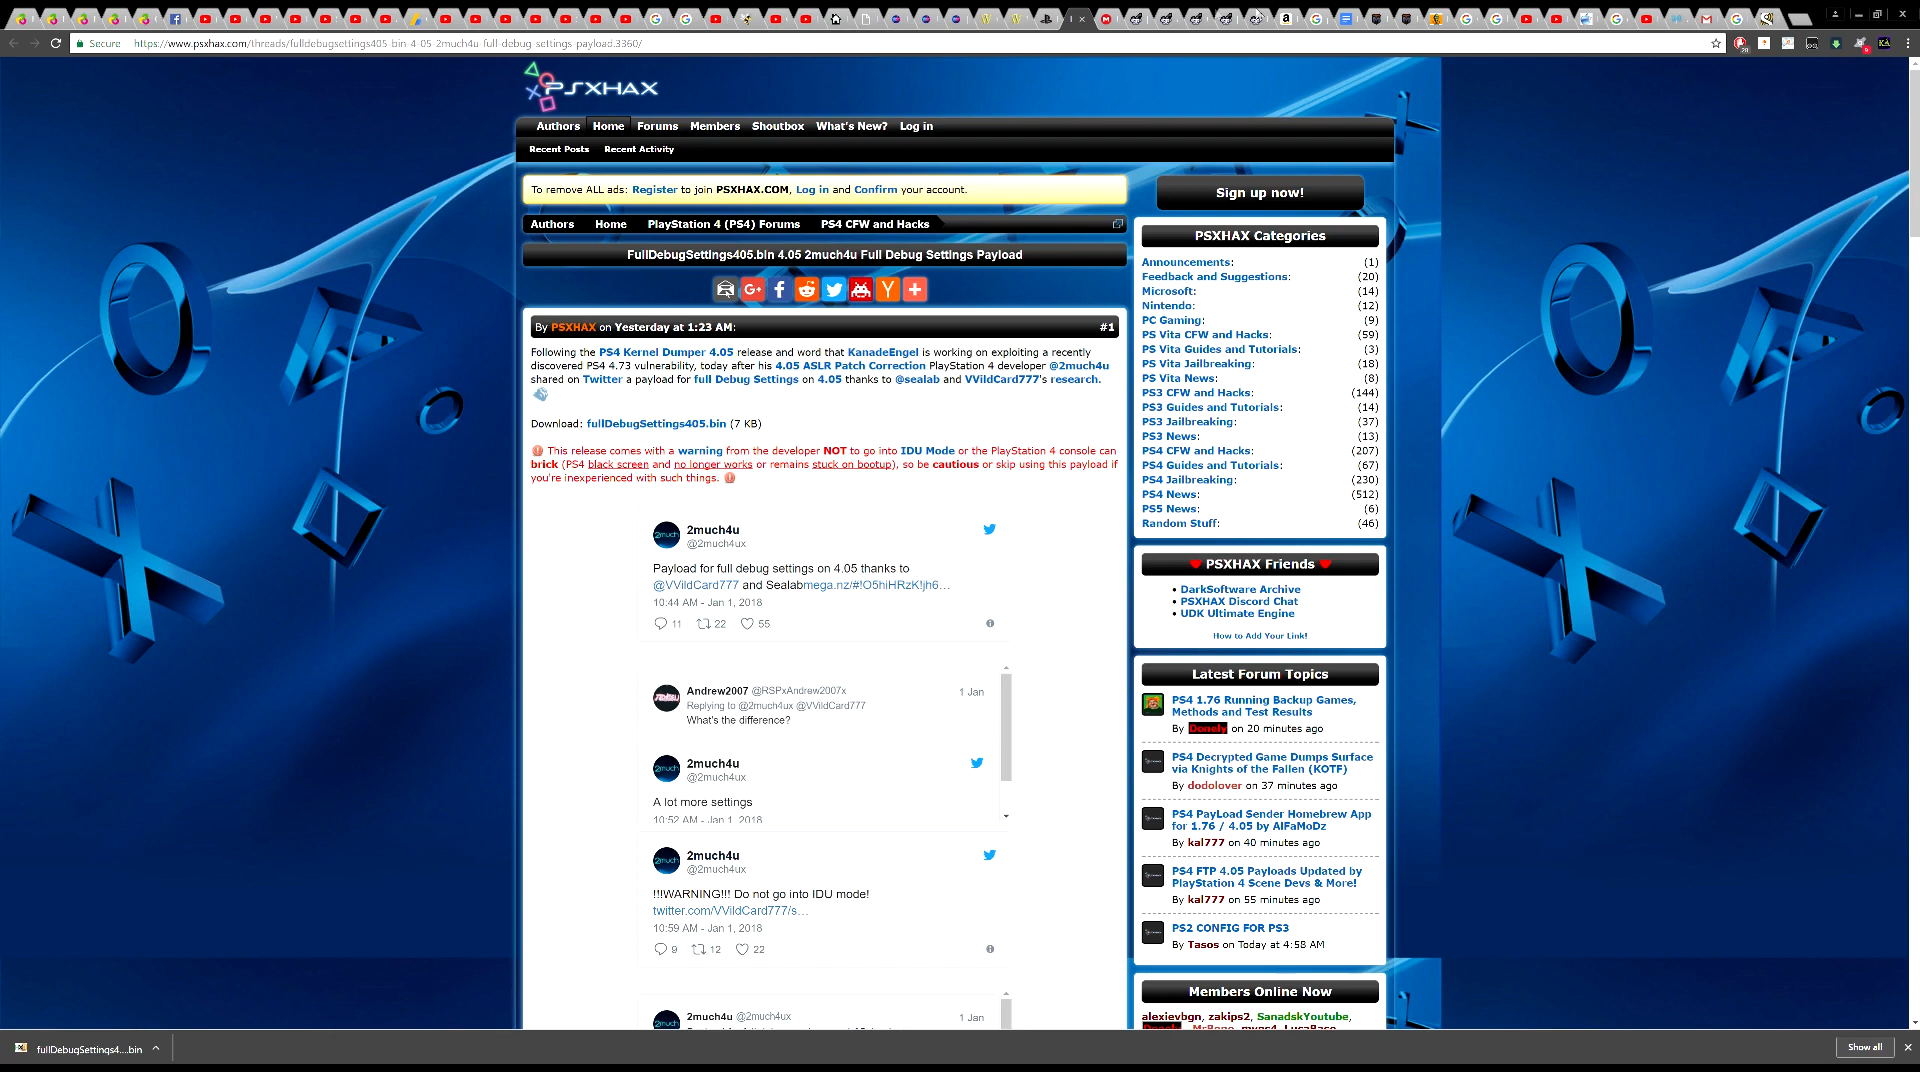 Secure
https://www.psxhax.com/threads/fulldebugsettings405-bin-4-05-2much4u-full-debug-settings-payload.3360/
PSXHAX
Authors Home Forums Members Shoutbox What's New? Log in
Recent Posts Recent Activity
To remove ALL ads: Register to join PSXHAX.COM, Log in and Confirm your account.
Authors Home PlayStation 4 (PS4) Forums PS4 CFW and Hacks
FullDebugSettings405.bin 4.05 2much4u Full Debug Settings Payload
By PSXHAX on Yesterday at 1:23 AM: #1
Following the PS4 Kernel Dumper 4.05 release and word that KanadeEngel is working on exploiting a recently
discovered PS4 4.73 vulnerability, today after his 4.05 ASLR Patch Correction PlayStation 4 developer @2much4u
shared on Twitter a payload for full Debug Settings on 4.05 thanks to @sealab and VVildCard777's research.
Download: fullDebugSettings405.bin (7 KB)
This release comes with a warning from the developer NOT to go into IDU Mode or the PlayStation 4 console can
brick (PS4 black screen and no longer works or remains stuck on bootup), so be cautious or skip using this payload if
you're inexperienced with such things.
2much4u
@2much4ux
Payload for full debug settings on 4.05 thanks to
@VVildCard777 and Sealabmega.nz/#!O5hiHRzK!jh6…
10:44 AM - Jan 1, 2018
11 22 55
Andrew2007 @RSPxAndrew2007x 1 Jan
Replying to @2much4ux @VVildCard777
What's the difference?
2much4u
@2much4ux
A lot more settings
10:52 AM - Jan 1, 2018
2much4u
@2much4ux
!!!WARNING!!! Do not go into IDU mode!
twitter.com/VVildCard777/s…
10:59 AM - Jan 1, 2018
9 12 22
2much4u @2much4ux 1 Jan
Sign up now!
PSXHAX Categories
Announcements: (1)
Feedback and Suggestions: (20)
Microsoft: (14)
Nintendo: (12)
PC Gaming: (9)
PS Vita CFW and Hacks: (59)
PS Vita Guides and Tutorials: (3)
PS Vita Jailbreaking: (18)
PS Vita News: (8)
PS3 CFW and Hacks: (144)
PS3 Guides and Tutorials: (14)
PS3 Jailbreaking: (37)
PS3 News: (13)
PS4 CFW and Hacks: (207)
PS4 Guides and Tutorials: (67)
PS4 Jailbreaking: (230)
PS4 News: (512)
PS5 News: (6)
Random Stuff: (46)
PSXHAX Friends
• DarkSoftware Archive
• PSXHAX Discord Chat
• UDK Ultimate Engine
How to Add Your Link!
Latest Forum Topics
PS4 1.76 Running Backup Games,
Methods and Test Results
By Donely on 20 minutes ago
PS4 Decrypted Game Dumps Surface
via Knights of the Fallen (KOTF)
By dodolover on 37 minutes ago
PS4 PayLoad Sender Homebrew App
for 1.76 / 4.05 by AlFaMoDz
By kal777 on 40 minutes ago
PS4 FTP 4.05 Payloads Updated by
PlayStation 4 Scene Devs & More!
By kal777 on 55 minutes ago
PS2 CONFIG FOR PS3
By Tasos on Today at 4:58 AM
Members Online Now
alexievbgn, zakips2, SanadskYoutube,
fullDebugSettings4....bin
Show all